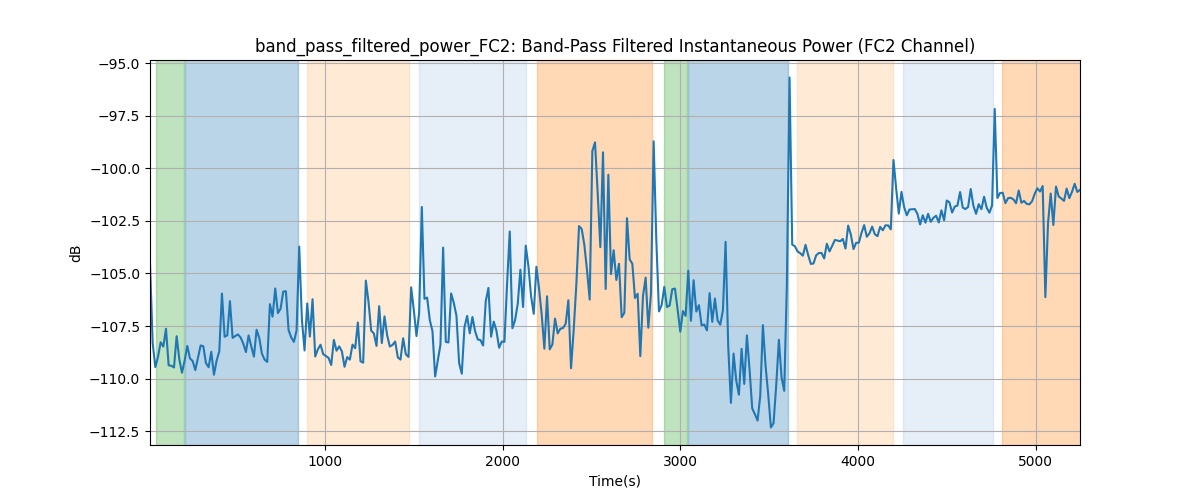 band_pass_filtered_power_FC2: Band-Pass Filtered Instantaneous Power (FC2 Channel)
−95.0
−97.5
−100.0
−102.5
−105.0
−107.5
−110.0
−112.5
dB
1000 2000 3000 4000 5000
Time(s)